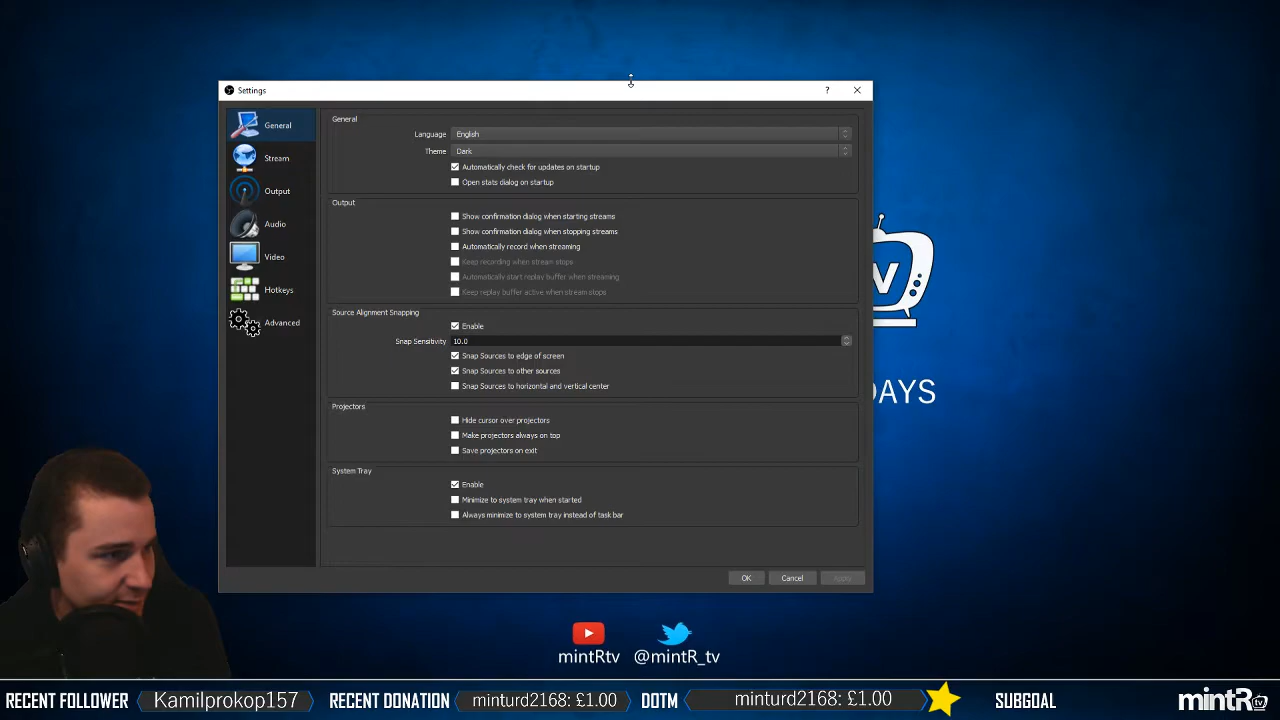 Settings
?
General
Stream
Output
Audio
Video
Hotkeys
Advanced
General
Language English
Theme Dark
Automatically check for updates on startup
Open stats dialog on startup
Output
Show confirmation dialog when starting streams
Show confirmation dialog when stopping streams
Automatically record when streaming
Keep recording when stream stops
Automatically start replay buffer when streaming
Keep replay buffer active when stream stops
Source Alignment Snapping
Enable
Snap Sensitivity 10.0
Snap Sources to edge of screen
Snap Sources to other sources
Snap Sources to horizontal and vertical center
Projectors
Hide cursor over projectors
Make projectors always on top
Save projectors on exit
System Tray
Enable
Minimize to system tray when started
Always minimize to system tray instead of task bar
OK Cancel Apply
V
DAYS
mintRtv @mintR_tv
RECENT FOLLOWER Kamilprokop157 RECENT DONATION minturd2168: £1.00 DOTM minturd2168: £1.00 SUBGOAL mintR tv